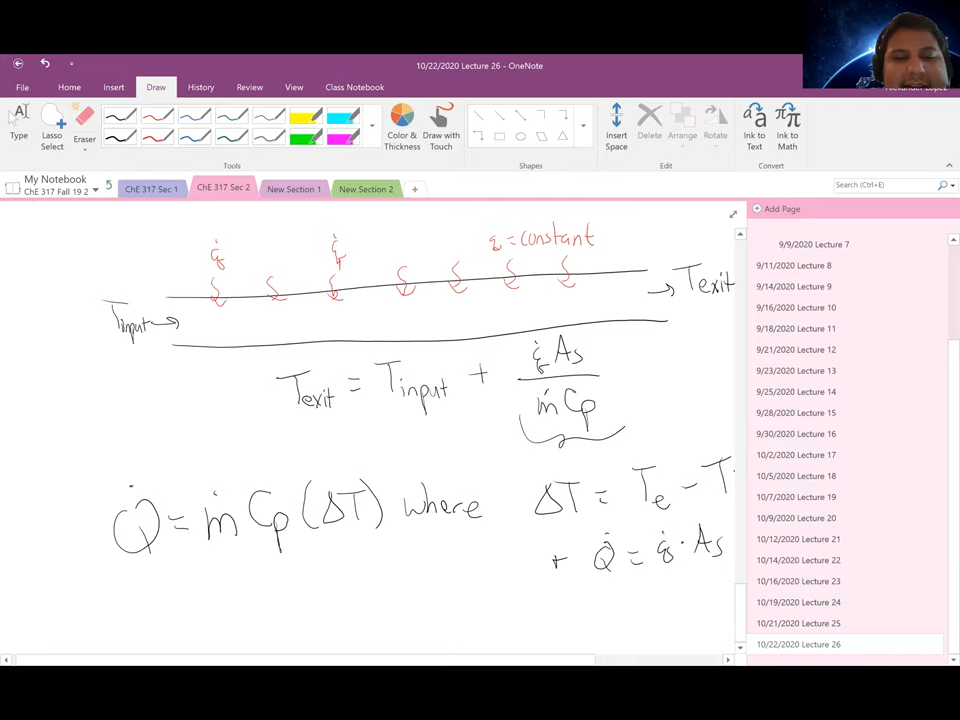 10/22/2020 Lecture 26 - OneNote
File Home Insert Draw History Review View Class Notebook
Type
Lasso Select
Eraser
Color & Thickness
Draw with Touch
Insert Space
Delete
Arrange
Rotate
Ink to Text
Ink to Math
Tools
Shapes
Edit
Convert
My Notebook
ChE 317 Fall 19 2
ChE 317 Sec 1
ChE 317 Sec 2
New Section 1
New Section 2
+
Search (Ctrl+E)
Add Page
9/9/2020 Lecture 7
9/11/2020 Lecture 8
9/14/2020 Lecture 9
9/16/2020 Lecture 10
9/18/2020 Lecture 11
9/21/2020 Lecture 12
9/23/2020 Lecture 13
9/25/2020 Lecture 14
9/28/2020 Lecture 15
9/30/2020 Lecture 16
10/2/2020 Lecture 17
10/5/2020 Lecture 18
10/7/2020 Lecture 19
10/9/2020 Lecture 20
10/12/2020 Lecture 21
10/14/2020 Lecture 22
10/16/2020 Lecture 23
10/19/2020 Lecture 24
10/21/2020 Lecture 25
10/22/2020 Lecture 26
q̇ q̇ q̇ = constant
Tinput → → Texit
Texit = Tinput + q̇ As / ṁ Cp
Q̇ = ṁ Cp (ΔT) where ΔT = Te - T
+ Q̇ = q̇ · As